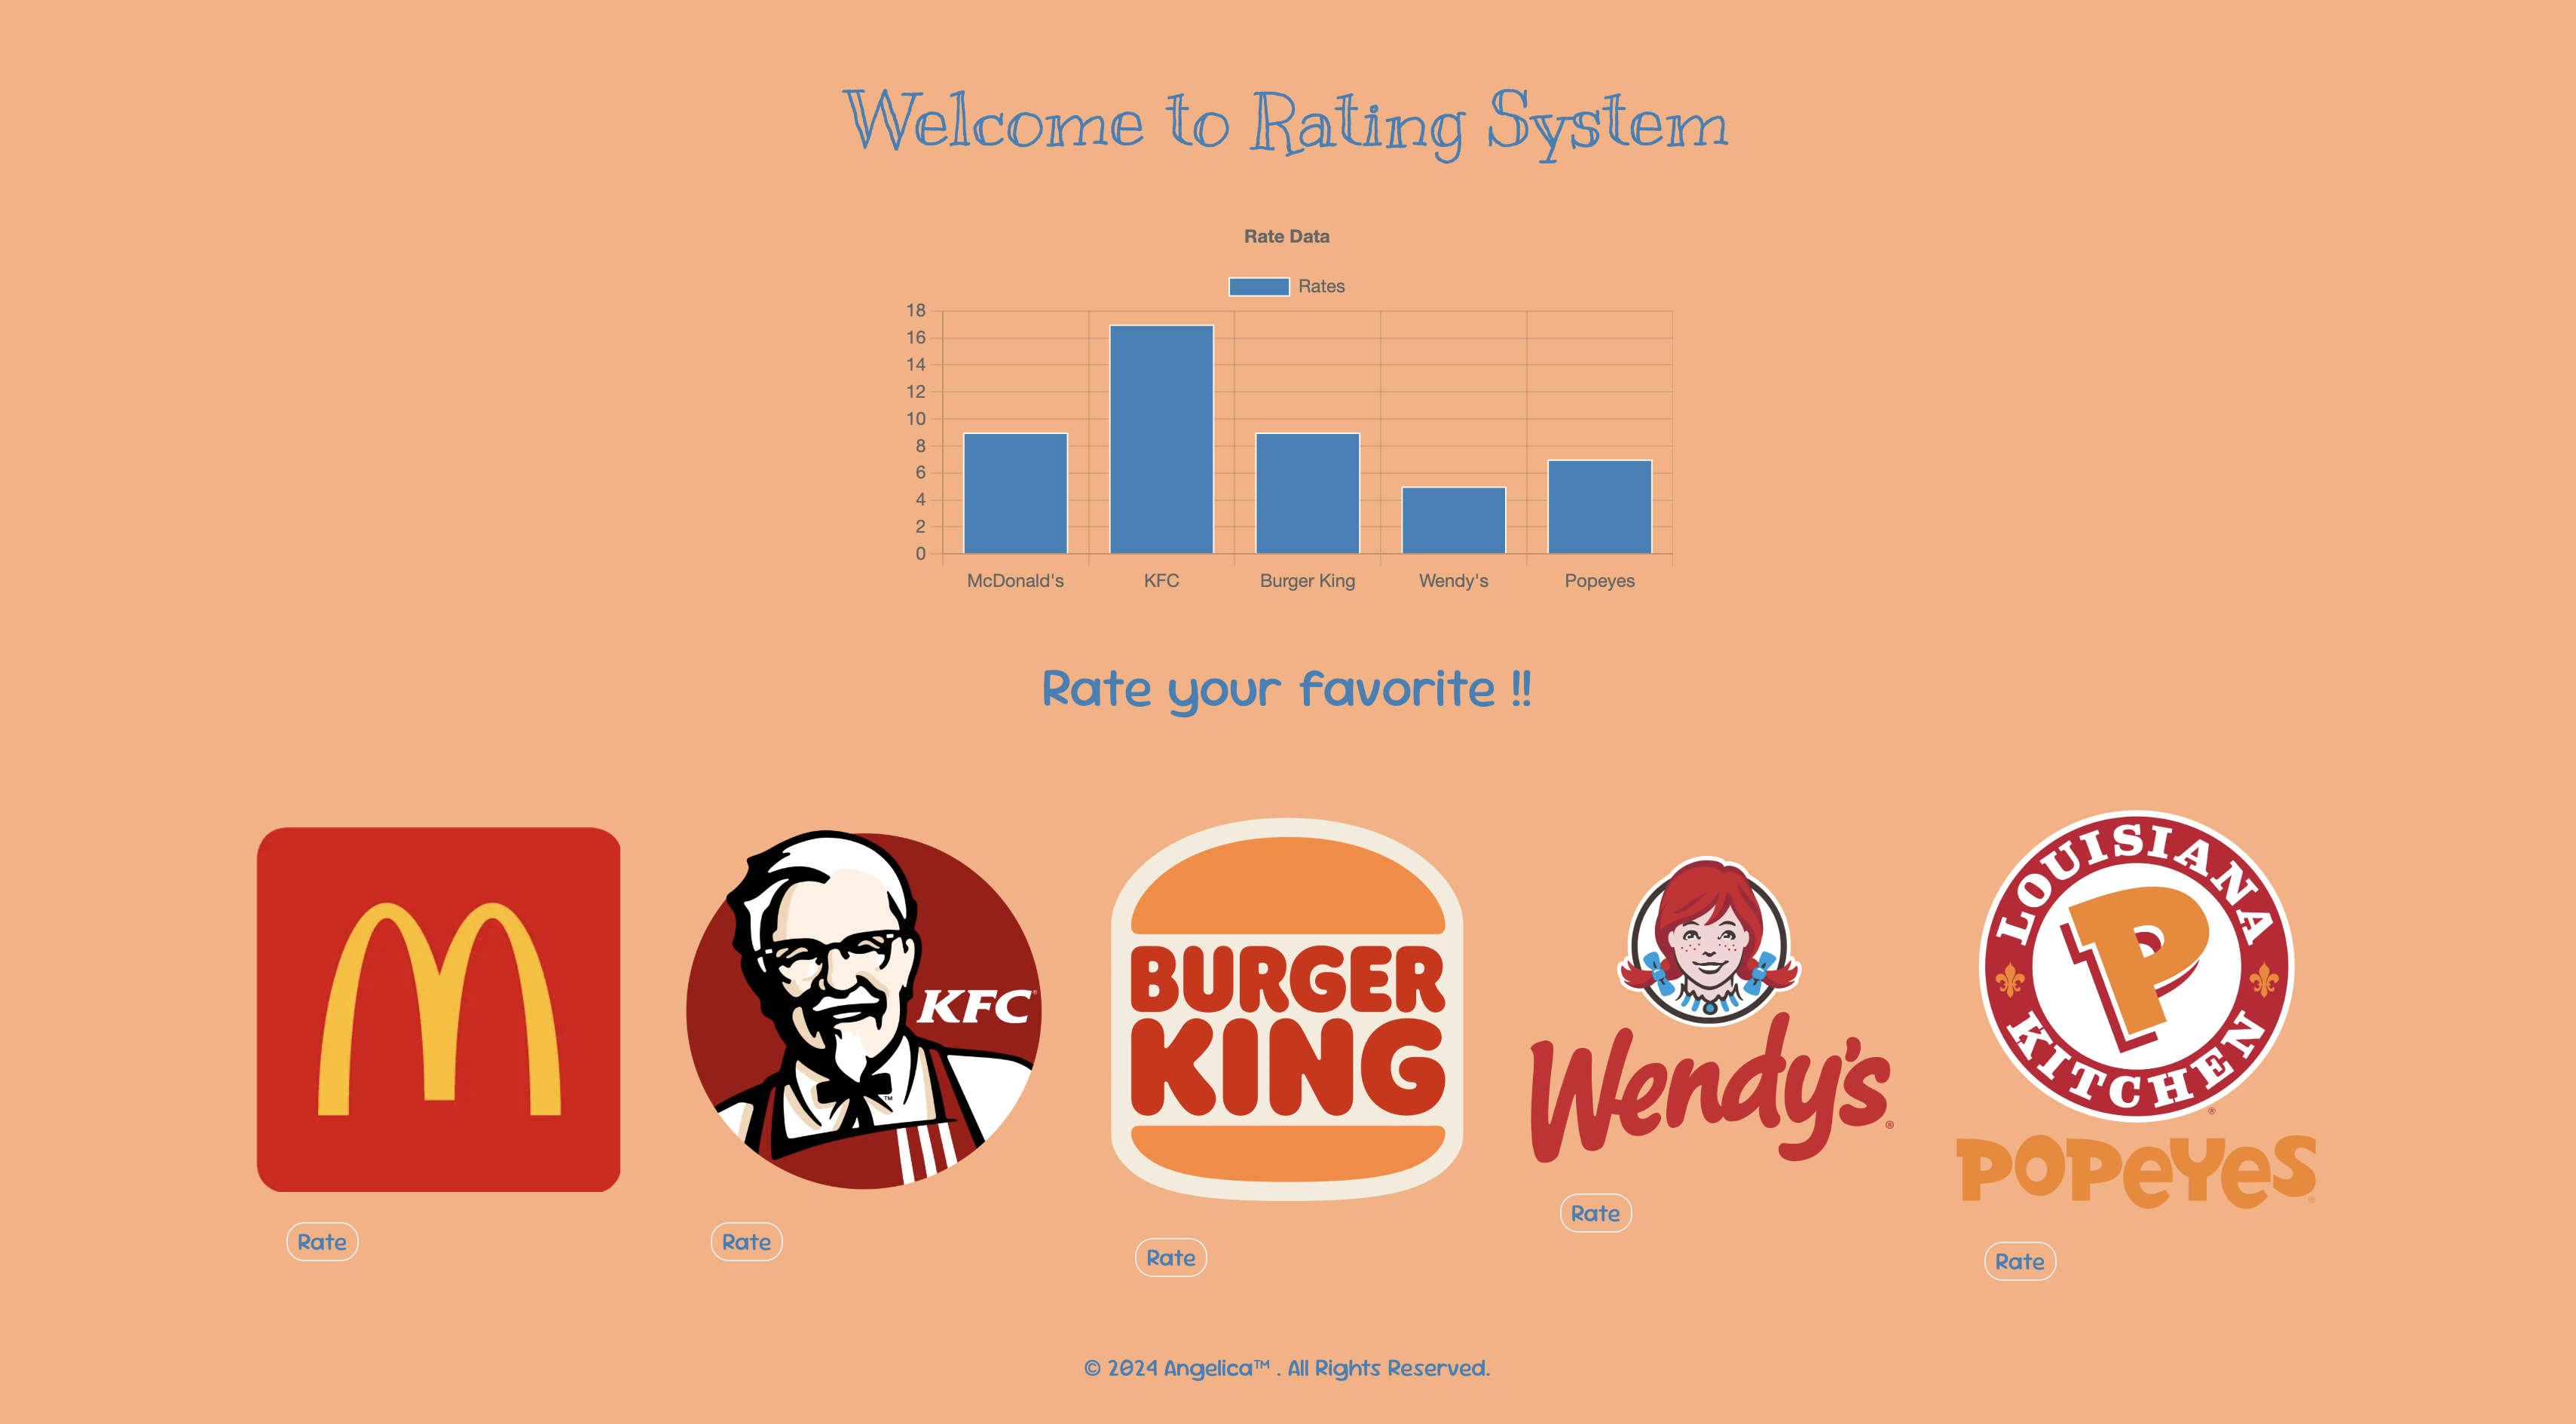 Welcome to Rating System
Rate Data
Rates
18
16
14
12
10
8
6
4
2
0
McDonald's KFC Burger King Wendy's Popeyes
Rate your favorite !!
KFC
TM
BURGER
KING
Wendy's®
LOUISIANA
P
KITCHEN®
POPEYES®
Rate Rate Rate Rate Rate
© 2024 Angelica™ . All Rights Reserved.